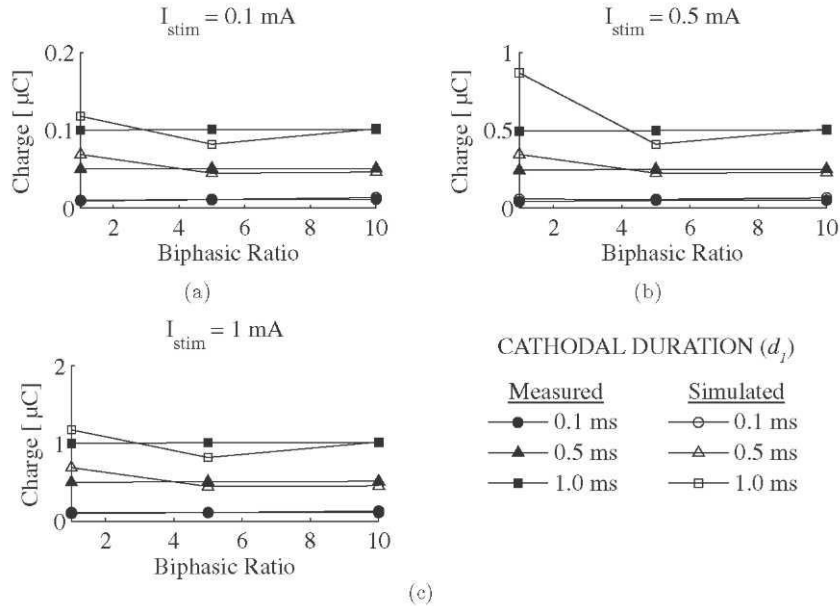 I_stim = 0.1 mA
0.2
0.1
0
Charge [ µC]
2 4 6 8 10
Biphasic Ratio
(a)
I_stim = 0.5 mA
1
0.5
0
Charge [ µC]
2 4 6 8 10
Biphasic Ratio
(b)
I_stim = 1 mA
2
1
0
Charge [ µC]
2 4 6 8 10
Biphasic Ratio
CATHODAL DURATION (d_1)
Measured Simulated
0.1 ms 0.1 ms
0.5 ms 0.5 ms
1.0 ms 1.0 ms
(c)